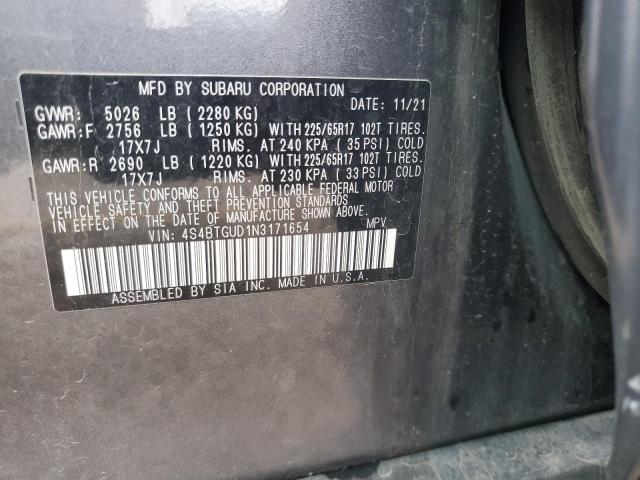 MFD BY SUBARU CORPORATION
GVWR: 5026 LB ( 2280 KG) DATE: 11/21
GAWR:F 2756 LB ( 1250 KG) WITH 225/65R17 102T TIRES.
17X7J RIMS. AT 240 KPA ( 35 PSI) COLD
GAWR:R 2690 LB ( 1220 KG) WITH 225/65R17 102T TIRES.
17X7J RIMS. AT 230 KPA ( 33 PSI) COLD
THIS VEHICLE CONFORMS TO ALL APPLICABLE FEDERAL MOTOR
VEHICLE SAFETY AND THEFT PREVENTION STANDARDS
IN EFFECT ON THE DATE OF MANUFACTURE SHOWN ABOVE.
VIN: 4S4BTGUD1N3171654 MPV
ASSEMBLED BY SIA INC. MADE IN U.S.A.